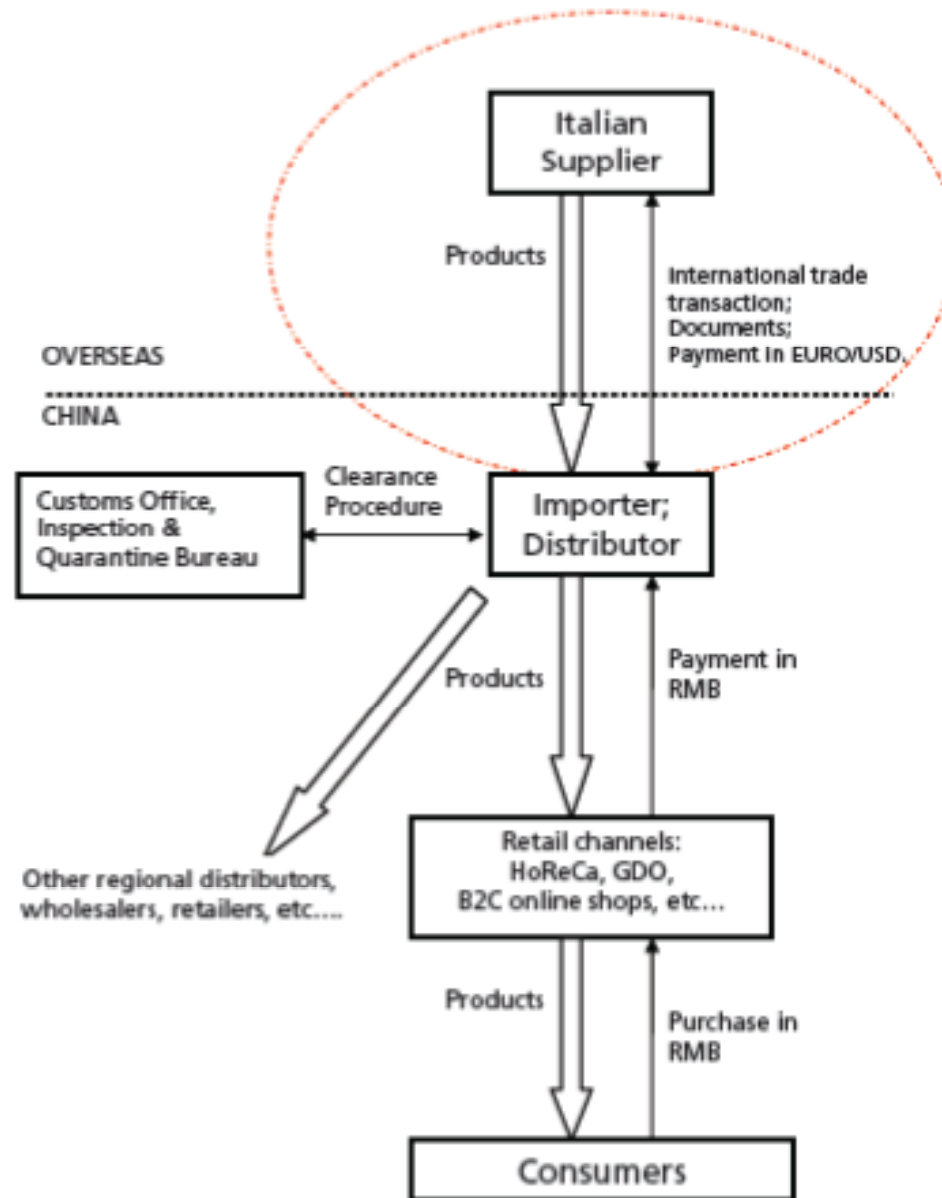 Italian
Supplier
Products
International trade
transaction;
Documents;
Payment in EURO/USD.
OVERSEAS
CHINA
Customs Office,
Inspection &
Quarantine Bureau
Clearance
Procedure
Importer;
Distributor
Products
Payment in
RMB
Other regional distributors,
wholesalers, retailers, etc....
Retail channels:
HoReCa, GDO,
B2C online shops, etc...
Products
Purchase in
RMB
Consumers